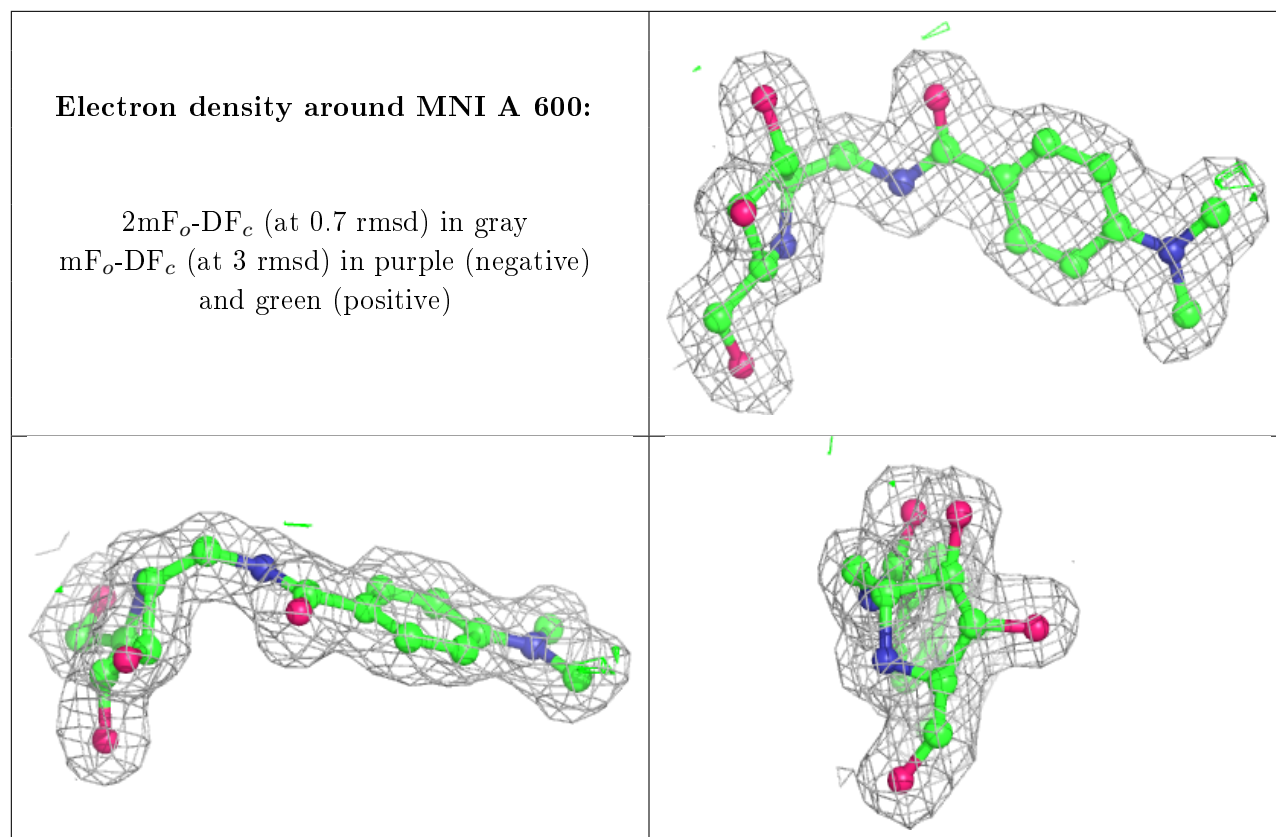 Electron density around MNI A 600:
2mFo-DFc (at 0.7 rmsd) in gray
mFo-DFc (at 3 rmsd) in purple (negative)
and green (positive)